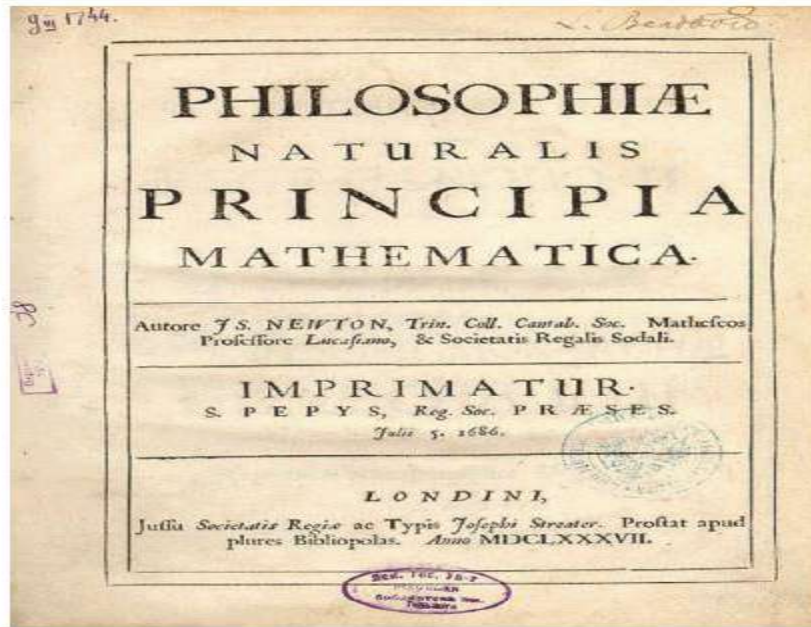 1744.
PHILOSOPHIÆ
NATURALIS
PRINCIPIA
MATHEMATICA.
Autore JS. NEWTON, Trin. Coll. Cantab. Soc. Matheseos
Professore Lucasiano, & Societatis Regalis Sodali.
IMPRIMATUR.
S. PEPYS, Reg. Soc. PRÆSES.
Julii 5. 1686.
LONDINI,
Jussu Societatis Regiæ ac Typis Josephi Streater. Prostat apud
plures Bibliopolas. Anno MDCLXXXVII.